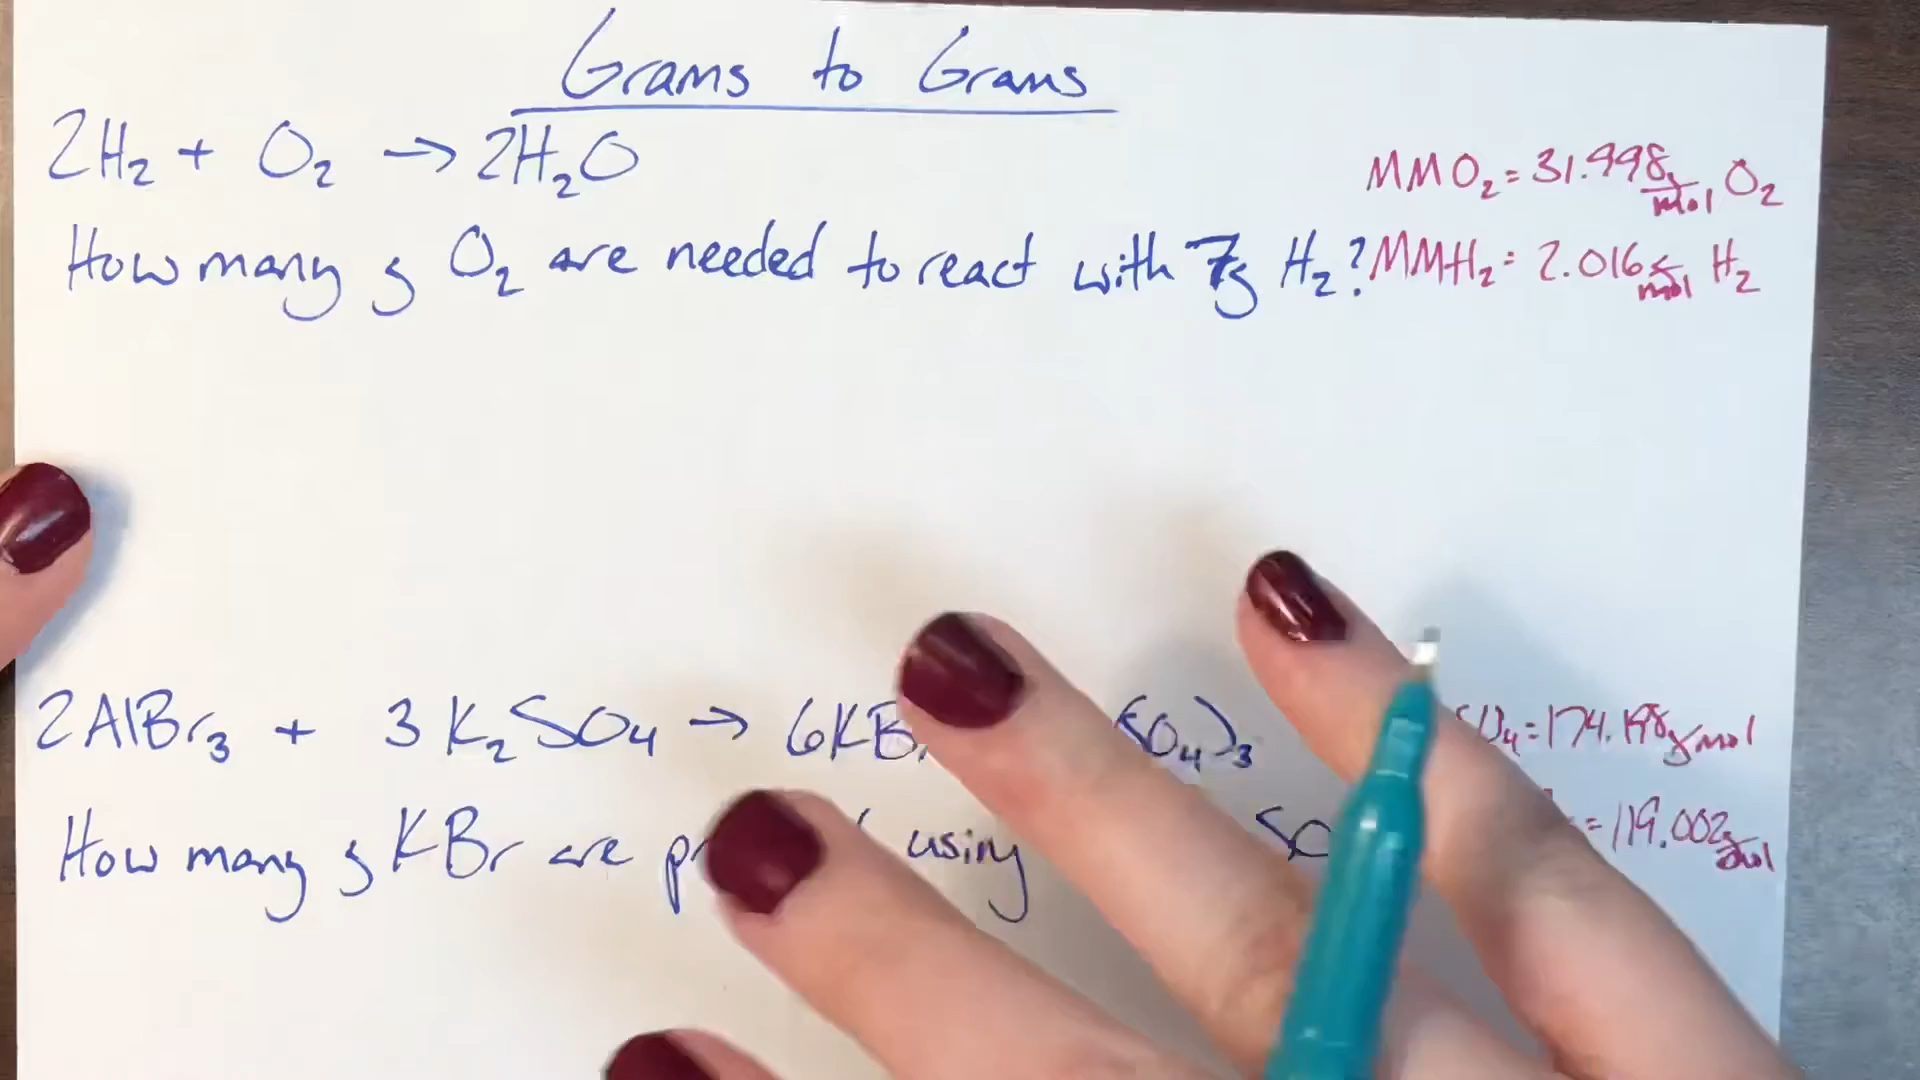 Grams to Grams
2H₂ + O₂ → 2H₂O
MMO₂ = 31.998 g/mol O₂
How many g O₂ are needed to react with 7g H₂?
MMH₂ = 2.016 g/mol H₂
2AlBr₃ + 3K₂SO₄ → 6KB SO₄)₃
O₄ = 174.198 g/mol
How many g KBr are using SO
= 119.002 g/mol